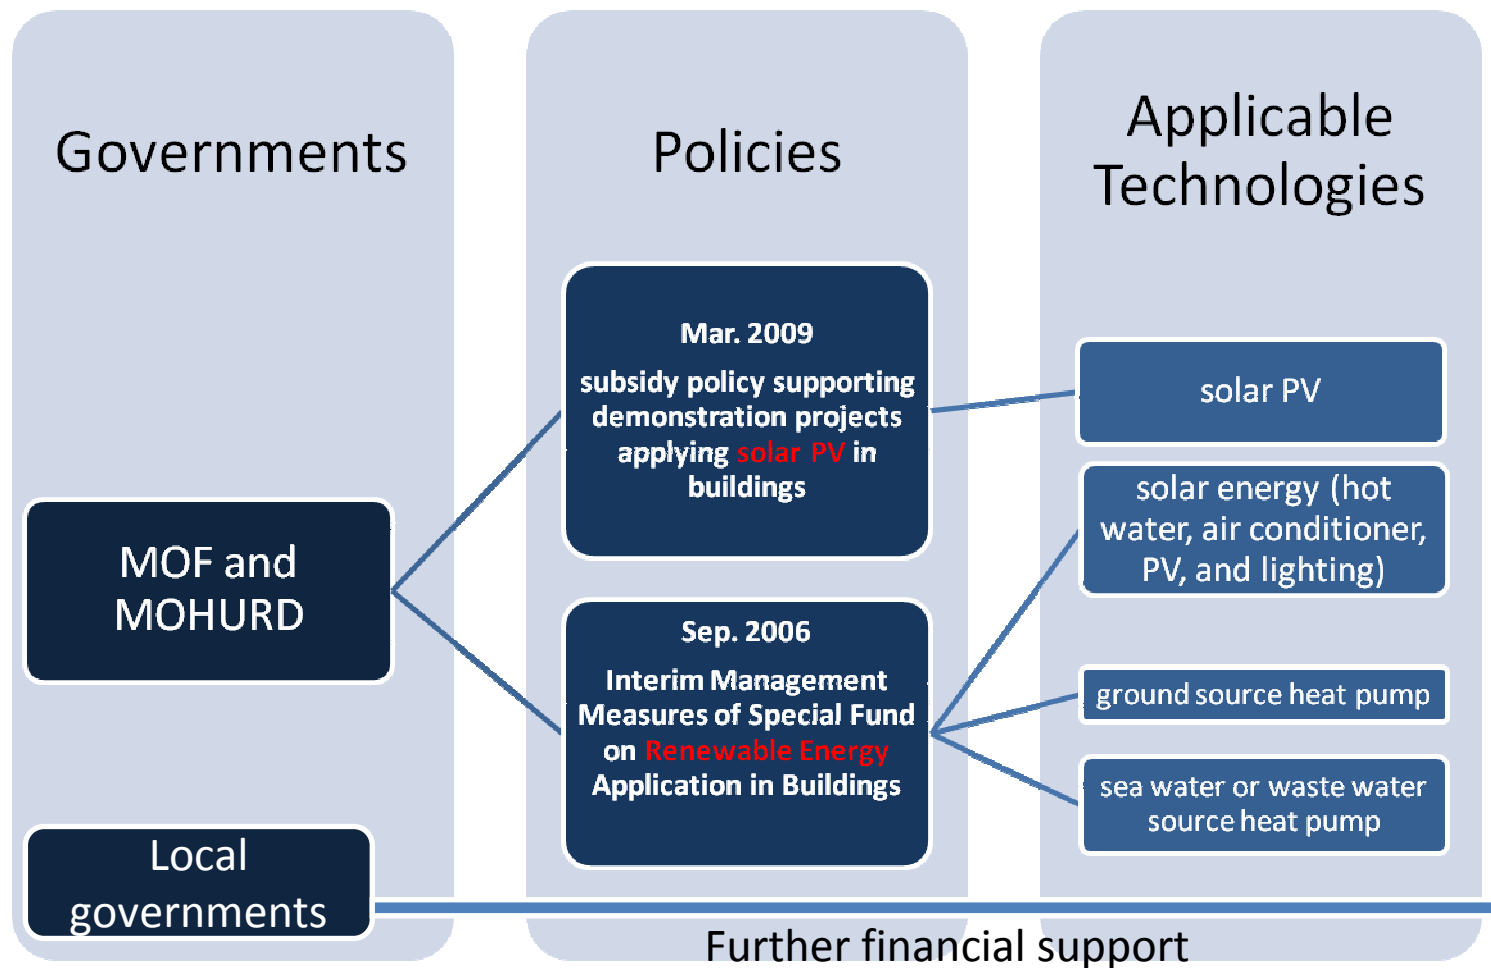 Governments
Policies
Applicable
Technologies
MOF and
MOHURD
Local
governments
Mar. 2009
subsidy policy supporting
demonstration projects
applying solar PV in
buildings
Sep. 2006
Interim Management
Measures of Special Fund
on Renewable Energy
Application in Buildings
solar PV
solar energy (hot
water, air conditioner,
PV, and lighting)
ground source heat pump
sea water or waste water
source heat pump
Further financial support